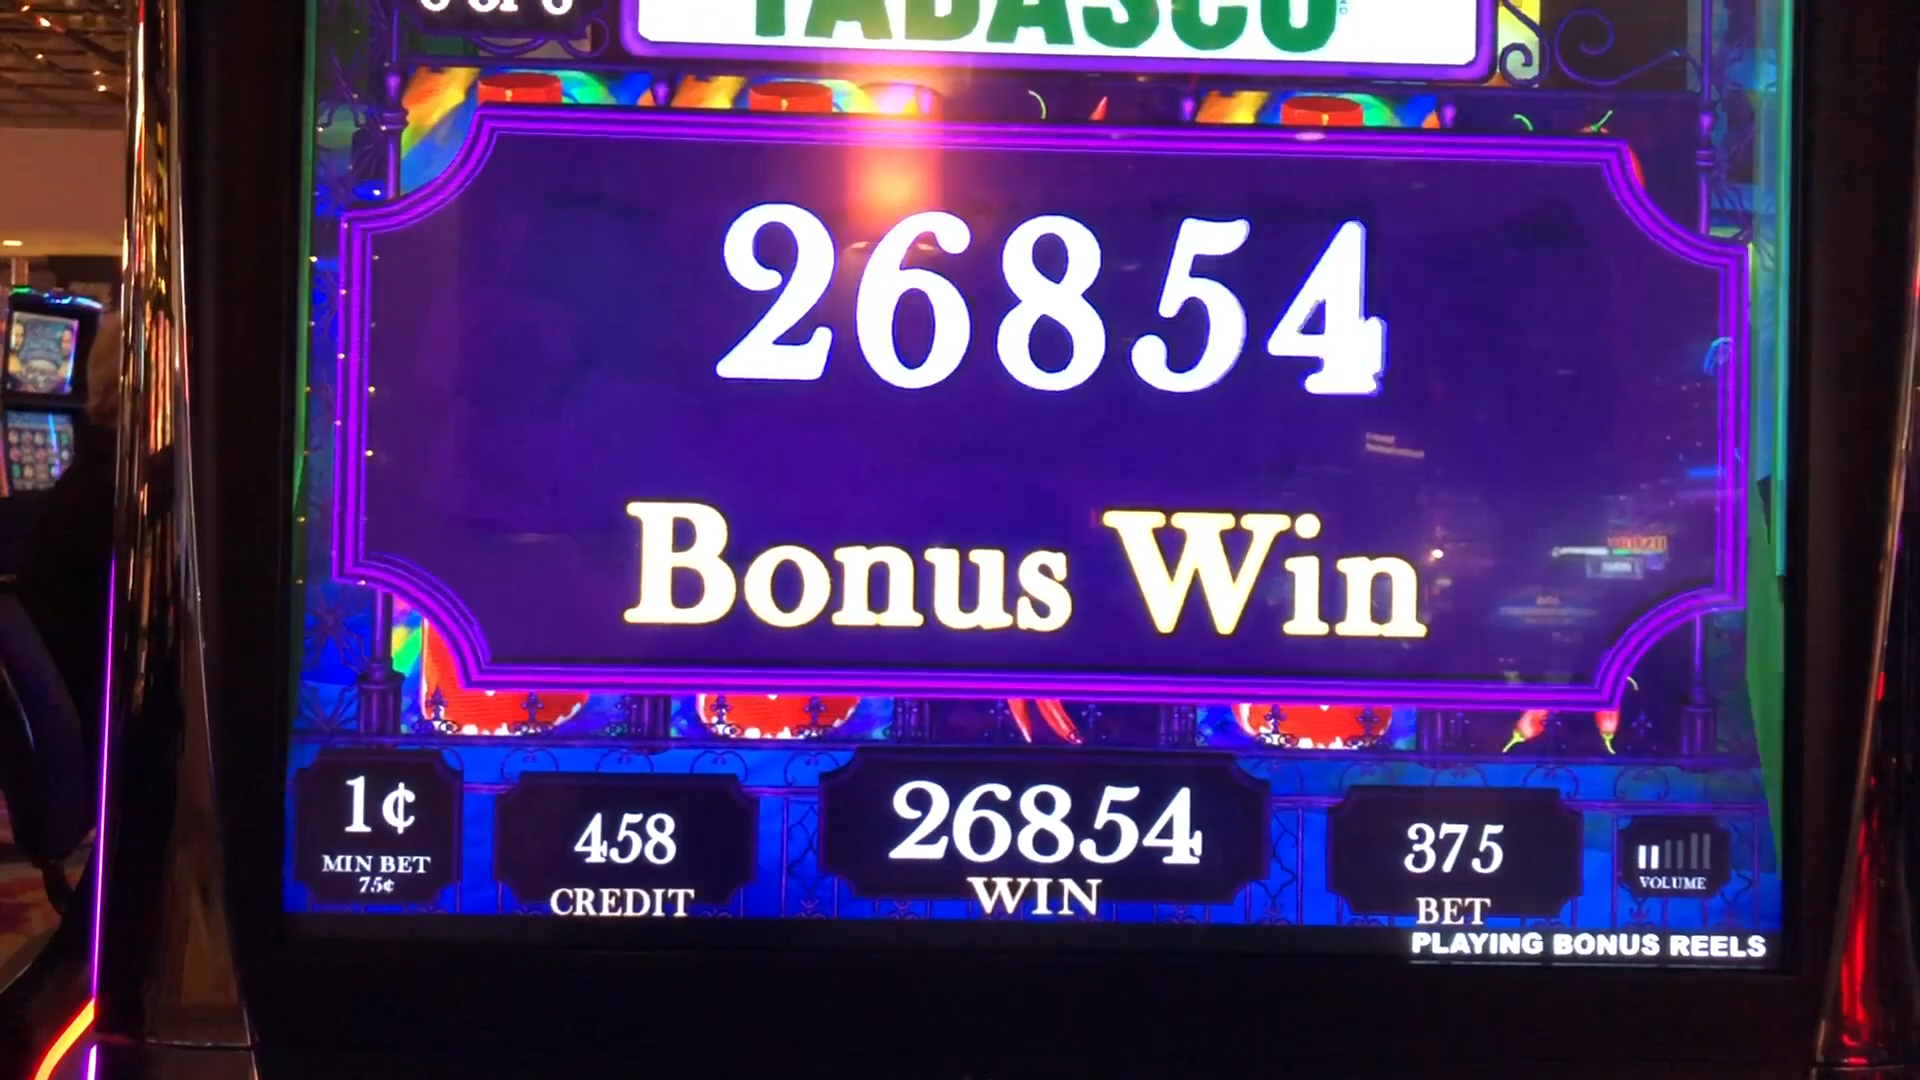 TABASCO
26854
Bonus Win
1¢
MIN BET
75¢
458
CREDIT
26854
WIN
375
BET
VOLUME
PLAYING BONUS REELS